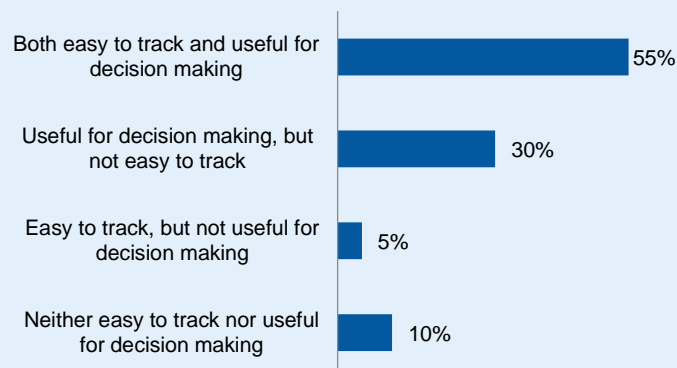 Both easy to track and useful for
decision making
55%
Useful for decision making, but
not easy to track
30%
Easy to track, but not useful for
decision making
5%
Neither easy to track nor useful
for decision making
10%